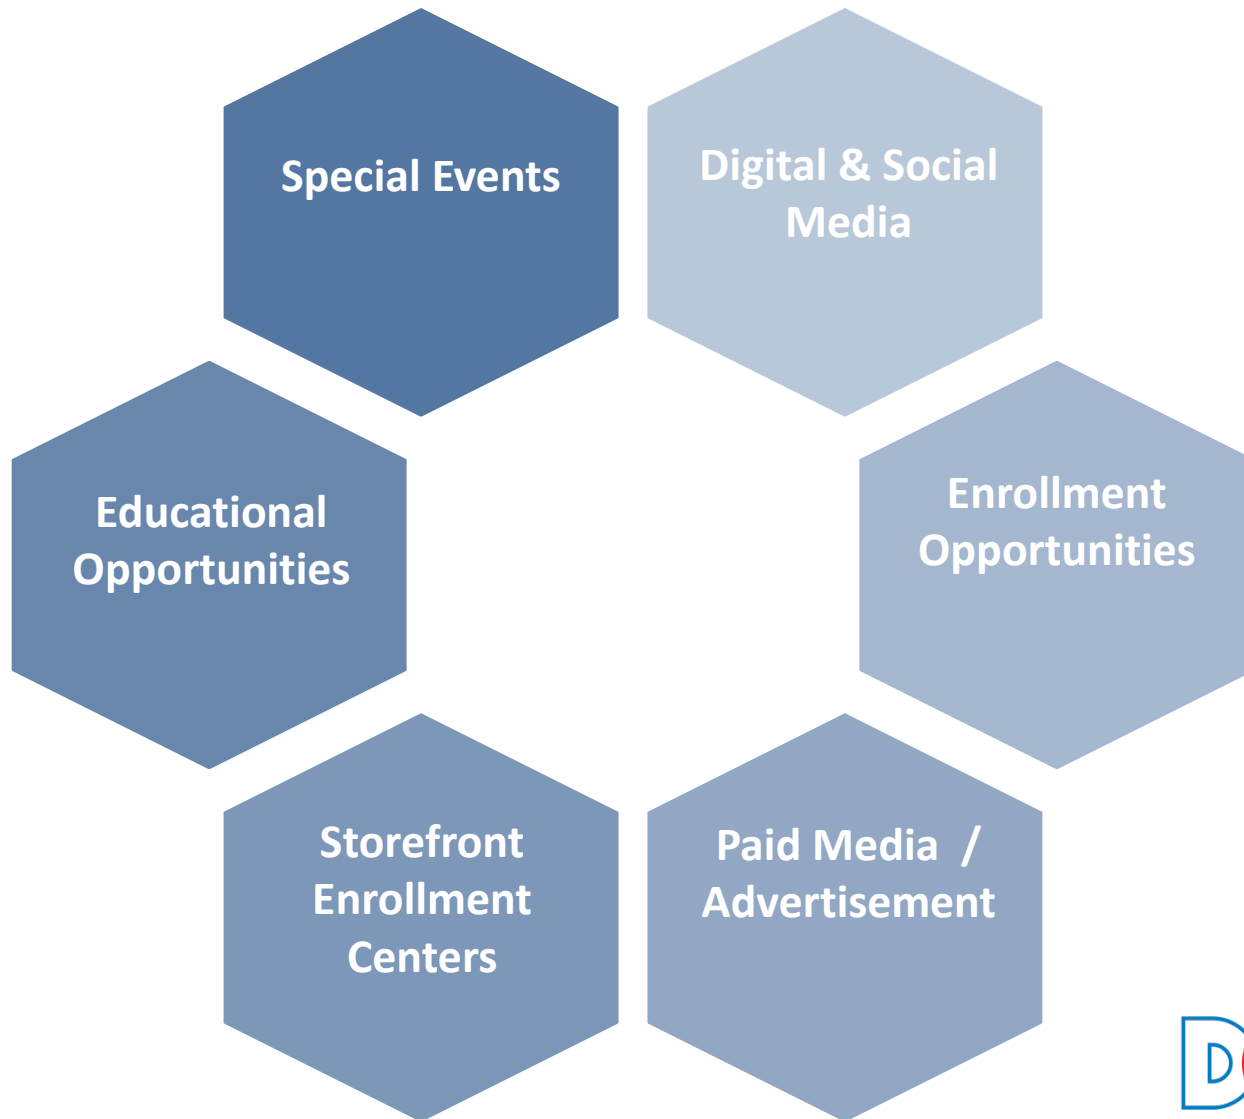 Special Events
Digital & Social
Media
Educational
Opportunities
Enrollment
Opportunities
Storefront
Enrollment
Centers
Paid Media  /
Advertisement
D